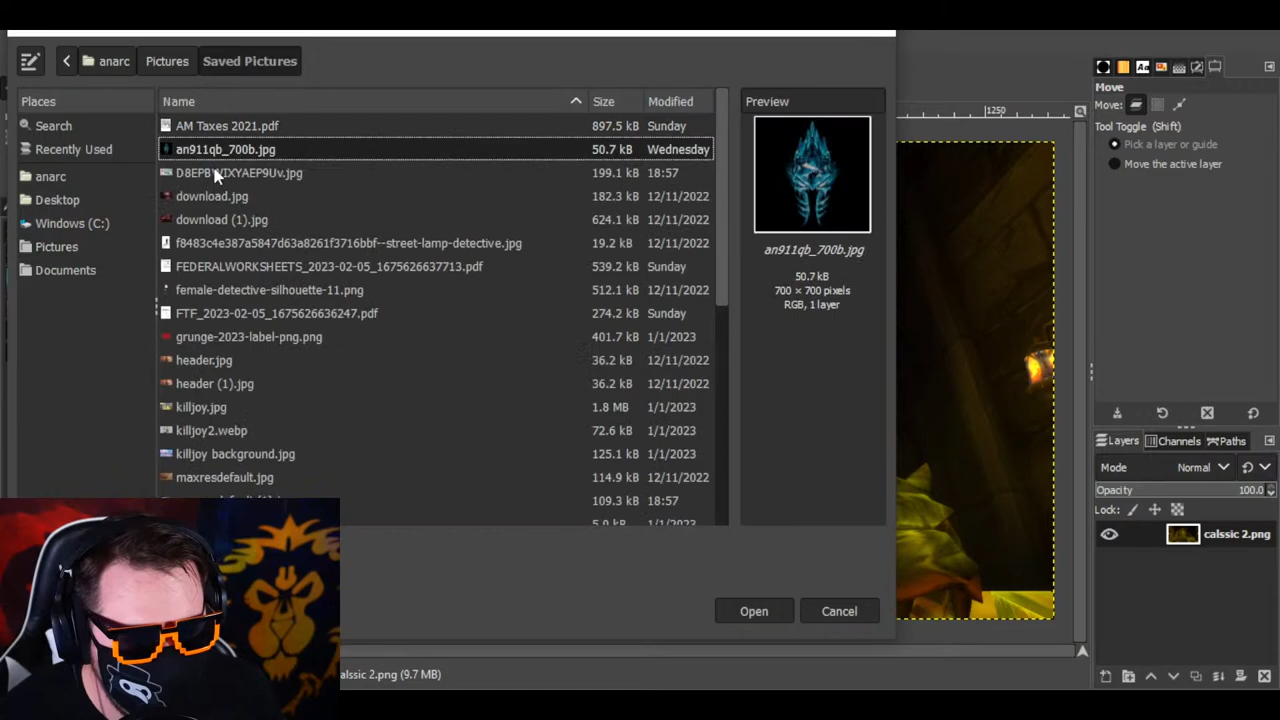 anarc Pictures Saved Pictures
Places Name Size Modified Preview
Search
Recently Used
anarc
Desktop
Windows (C:)
Pictures
Documents
AM Taxes 2021.pdf 897.5 kB Sunday
an911qb_700b.jpg 50.7 kB Wednesday
199.1 kB 18:57
download.jpg 182.3 kB 12/11/2022
download (1).jpg 624.1 kB 12/11/2022
f8483c4e387a5847d63a8261f3716bbf--street-lamp-detective.jpg 19.2 kB 12/11/2022
FEDERALWORKSHEETS_2023-02-05_1675626637713.pdf 539.2 kB Sunday
female-detective-silhouette-11.png 512.1 kB 12/11/2022
FTF_2023-02-05_1675626636247.pdf 274.2 kB Sunday
grunge-2023-label-png.png 401.7 kB 1/1/2023
header.jpg 36.2 kB 12/11/2022
header (1).jpg 36.2 kB 12/11/2022
killjoy.jpg 1.8 MB 1/1/2023
killjoy2.webp 72.6 kB 1/1/2023
killjoy background.jpg 125.1 kB 1/1/2023
maxresdefault.jpg 114.9 kB 12/11/2022
109.3 kB 18:57
5.0 kB 1/1/2023
an911qb_700b.jpg
50.7 kB
700 × 700 pixels
RGB, 1 layer
Open Cancel
alssic 2.png (9.7 MB)
1250
Aa
Move
Move:
Tool Toggle (Shift)
Pick a layer or guide
Move the active layer
Layers Channels Paths
Mode Normal
Opacity 100.0
Lock:
calssic 2.png